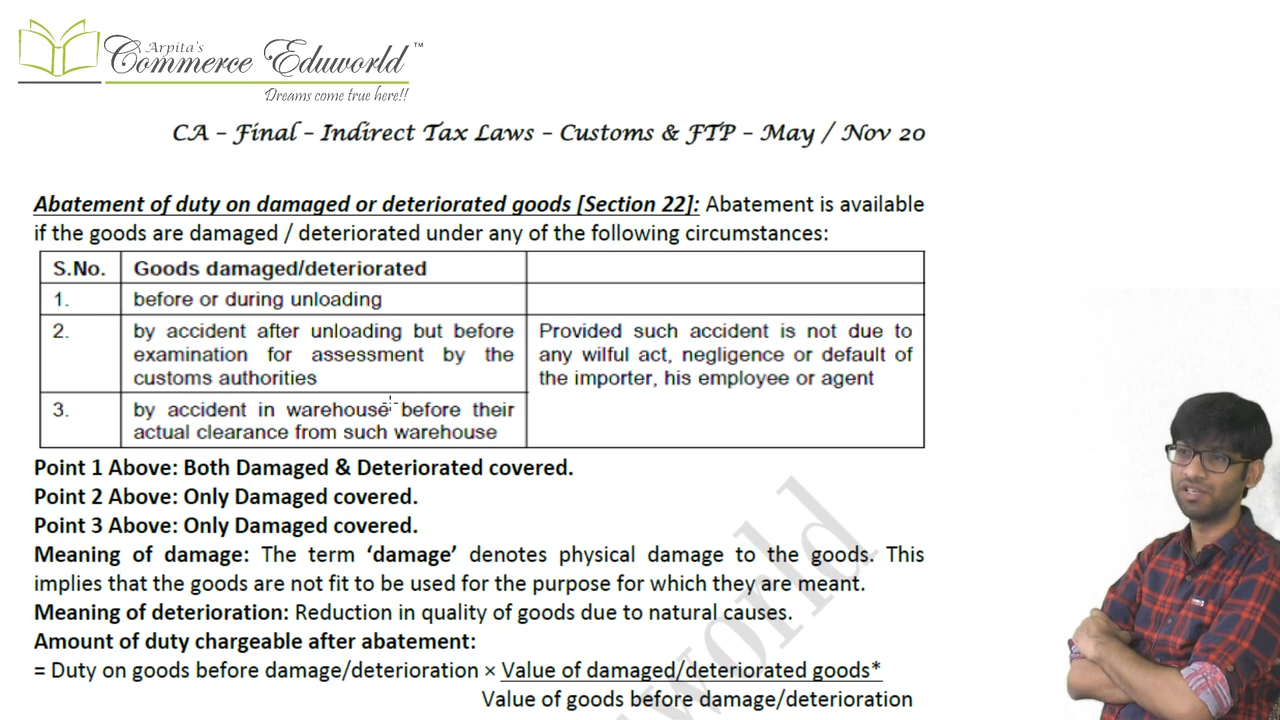 Arpita's
Commerce Eduworld™
Dreams come true here!!
CA – Final – Indirect Tax Laws – Customs & FTP – May / Nov 20
Abatement of duty on damaged or deteriorated goods [Section 22]: Abatement is available
if the goods are damaged / deteriorated under any of the following circumstances:
S.No. Goods damaged/deteriorated
1. before or during unloading
2. by accident after unloading but before
examination for assessment by the
customs authorities
Provided such accident is not due to
any wilful act, negligence or default of
the importer, his employee or agent
3. by accident in warehouse before their
actual clearance from such warehouse
Point 1 Above: Both Damaged & Deteriorated covered.
Point 2 Above: Only Damaged covered.
Point 3 Above: Only Damaged covered.
Meaning of damage: The term ‘damage’ denotes physical damage to the goods. This
implies that the goods are not fit to be used for the purpose for which they are meant.
Meaning of deterioration: Reduction in quality of goods due to natural causes.
Amount of duty chargeable after abatement:
= Duty on goods before damage/deterioration × Value of damaged/deteriorated goods*
Value of goods before damage/deterioration
world